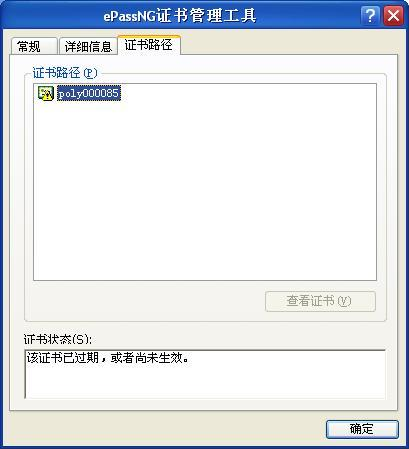 ePassNG证书管理工具
常规
详细信息
证书路径
证书路径(P)
poly000085
查看证书(V)
证书状态(S):
该证书已过期，或者尚未生效。
确定